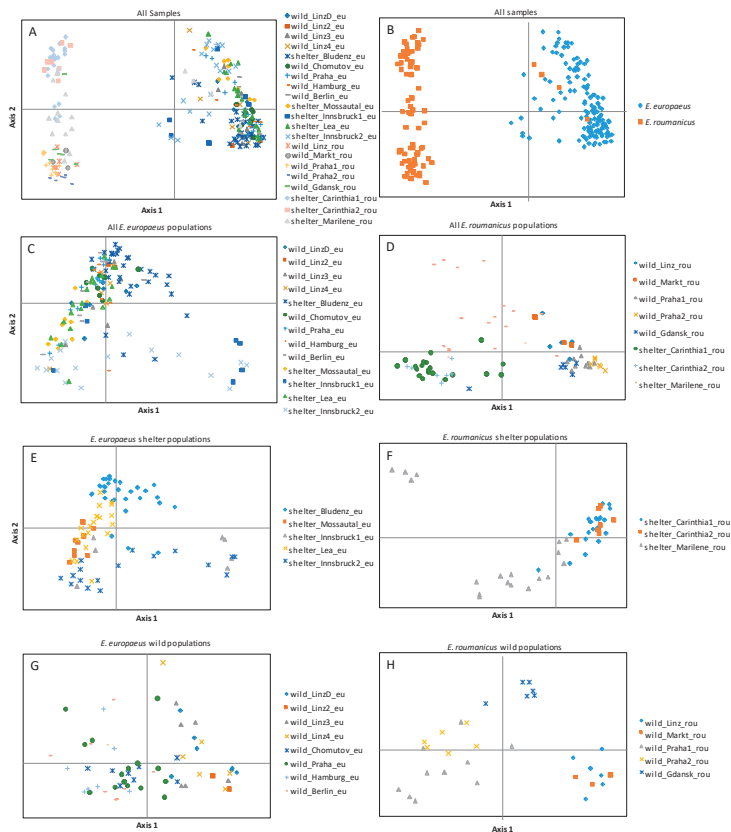 All Samples
A
Axis 2
Axis 1
wild_LinzD_eu
wild_Linz2_eu
wild_Linz3_eu
wild_Linz4_eu
shelter_Bludenz_eu
wild_Chomutov_eu
wild_Praha_eu
wild_Hamburg_eu
wild_Berlin_eu
shelter_Mossautal_eu
shelter_Innsbruck1_eu
shelter_Lea_eu
shelter_Innsbruck2_eu
wild_Linz_rou
wild_Markt_rou
wild_Praha1_rou
wild_Praha2_rou
wild_Gdansk_rou
shelter_Carinthia1_rou
shelter_Carinthia2_rou
shelter_Marilene_rou
All samples
B
Axis 1
E. europaeus
E. roumanicus
All E. europaeus populations
C
Axis 2
Axis 1
wild_LinzD_eu
wild_Linz2_eu
wild_Linz3_eu
wild_Linz4_eu
shelter_Bludenz_eu
wild_Chomutov_eu
wild_Praha_eu
wild_Hamburg_eu
wild_Berlin_eu
shelter_Mossautal_eu
shelter_Innsbruck1_eu
shelter_Lea_eu
shelter_Innsbruck2_eu
All E. roumanicus populations
D
Axis 1
wild_Linz_rou
wild_Markt_rou
wild_Praha1_rou
wild_Praha2_rou
wild_Gdansk_rou
shelter_Carinthia1_rou
shelter_Carinthia2_rou
shelter_Marilene_rou
E. europaeus shelter populations
E
Axis 2
Axis 1
shelter_Bludenz_eu
shelter_Mossautal_eu
shelter_Innsbruck1_eu
shelter_Lea_eu
shelter_Innsbruck2_eu
E. roumanicus shelter populations
F
Axis 1
shelter_Carinthia1_rou
shelter_Carinthia2_rou
shelter_Marilene_rou
E. europaeus wild populations
G
Axis 1
wild_LinzD_eu
wild_Linz2_eu
wild_Linz3_eu
wild_Linz4_eu
wild_Chomutov_eu
wild_Praha_eu
wild_Hamburg_eu
wild_Berlin_eu
E. roumanicus wild populations
H
Axis 1
wild_Linz_rou
wild_Markt_rou
wild_Praha1_rou
wild_Praha2_rou
wild_Gdansk_rou